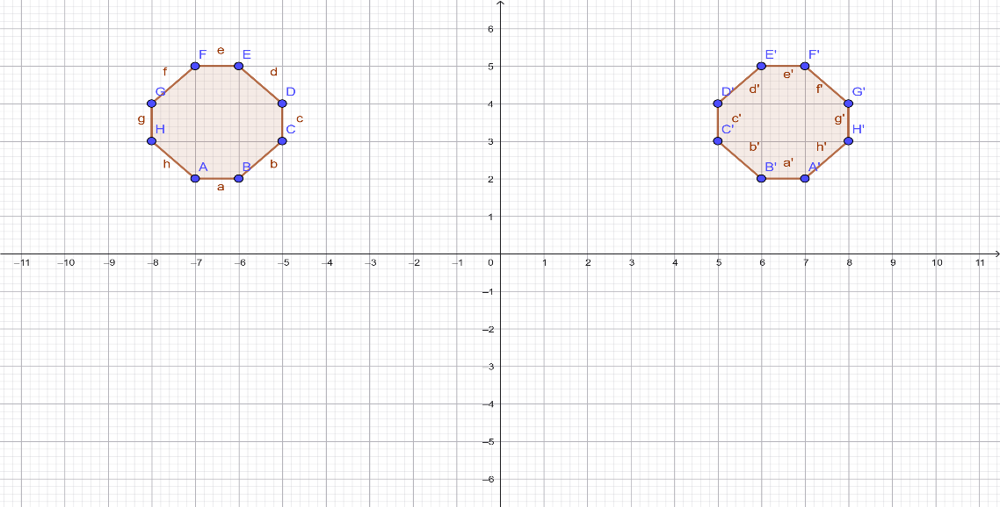 6
e
F E E' F'
f d 5 e'
d' f'
G D D' G'
4
g c c' g'
H C C' H'
3
b' h'
h b a'
A B B' A'
2
a
1
–11 –10 –9 –8 –7 –6 –5 –4 –3 –2 –1 0 1 2 3 4 5 6 7 8 9 10 11
–1
–2
–3
–4
–5
–6